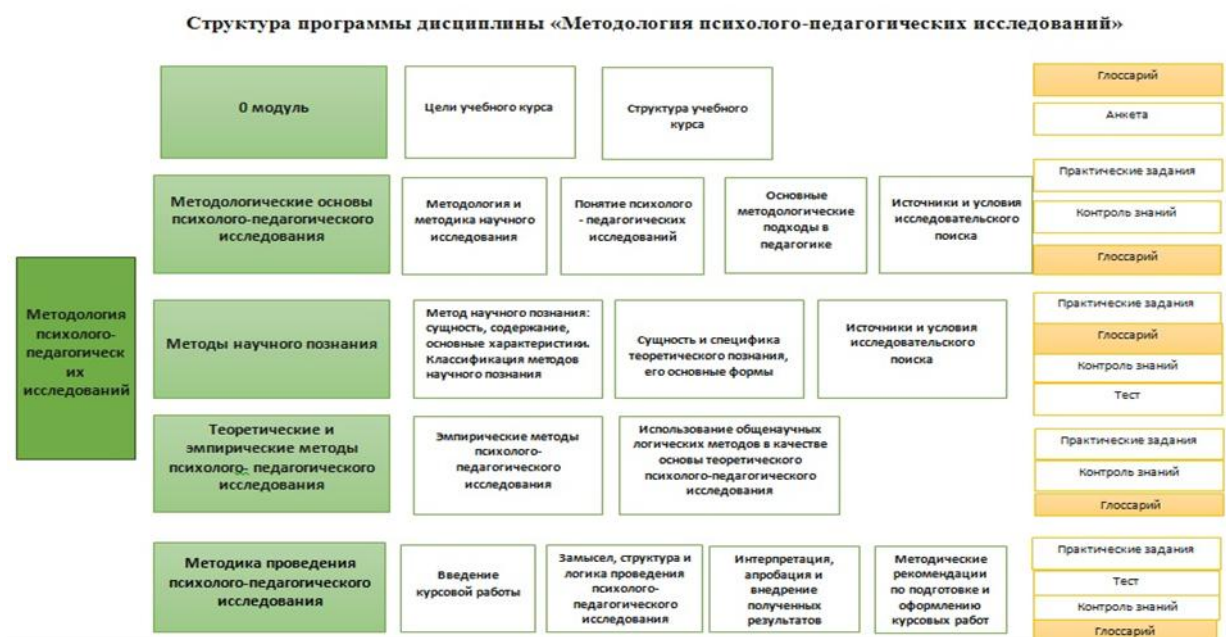 Структура программы дисциплины «Методология психолого-педагогических исследований»
Методология
психолого-
педагогическ
их
исследований
0 модуль
Цели учебного курса
Структура учебного
курса
Глоссарий
Анкета
Методологические основы
психолого-педагогического
исследования
Методология и
методика научного
исследования
Понятие психолого
- педагогических
исследований
Основные
методологические
подходы в
педагогике
Источники и условия
исследовательского
поиска
Практические задания
Контроль знаний
Глоссарий
Методы научного познания
Метод научного познания:
сущность, содержание,
основные характеристики.
Классификация методов
научного познания
Сущность и специфика
теоретического познания,
его основные формы
Источники и условия
исследовательского
поиска
Практические задания
Глоссарий
Контроль знаний
Тест
Теоретические и
эмпирические методы
психолого- педагогического
исследования
Эмпирические методы
психолого-
педагогического
исследования
Использование общенаучных
логических методов в качестве
основы теоретического
психолого-педагогического
исследования
Практические задания
Контроль знаний
Глоссарий
Методика проведения
психолого-педагогического
исследования
Введение
курсовой работы
Замысел, структура и
логика проведения
психолого-
педагогического
исследования
Интерпретация,
апробация и
внедрение
полученных
результатов
Методические
рекомендации
по подготовке и
оформлению
курсовых работ
Практические задания
Тест
Контроль знаний
Глоссарий